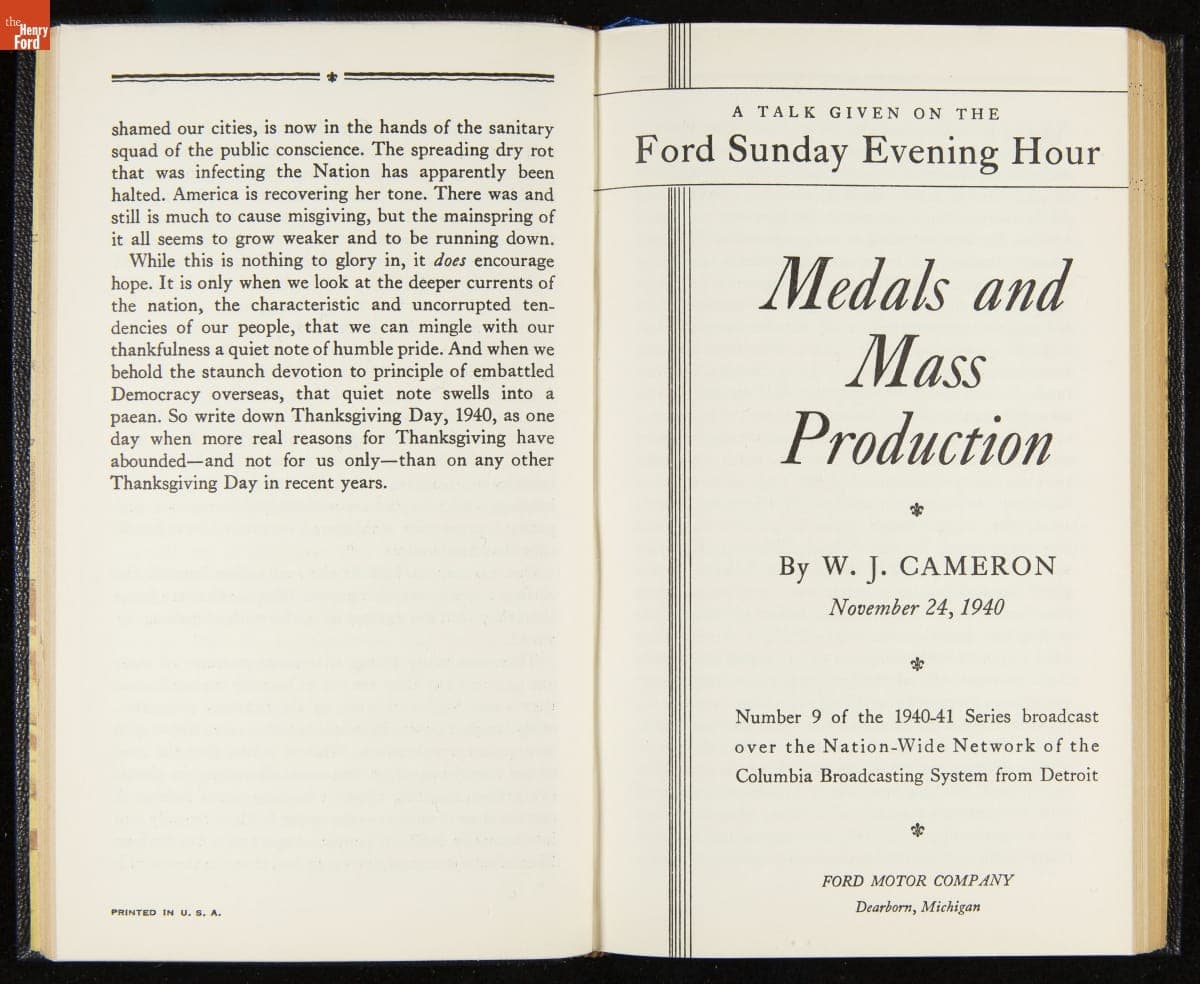 the
Henry
Ford
shamed our cities, is now in the hands of the sanitary
squad of the public conscience. The spreading dry rot
that was infecting the Nation has apparently been
halted. America is recovering her tone. There was and
still is much to cause misgiving, but the mainspring of
it all seems to grow weaker and to be running down.
While this is nothing to glory in, it does encourage
hope. It is only when we look at the deeper currents of
the nation, the characteristic and uncorrupted ten-
dencies of our people, that we can mingle with our
thankfulness a quiet note of humble pride. And when we
behold the staunch devotion to principle of embattled
Democracy overseas, that quiet note swells into a
paean. So write down Thanksgiving Day, 1940, as one
day when more real reasons for Thanksgiving have
abounded—and not for us only—than on any other
Thanksgiving Day in recent years.
PRINTED IN U. S. A.
A TALK GIVEN ON THE
Ford Sunday Evening Hour
Medals and
Mass
Production
By W. J. CAMERON
November 24, 1940
Number 9 of the 1940-41 Series broadcast
over the Nation-Wide Network of the
Columbia Broadcasting System from Detroit
FORD MOTOR COMPANY
Dearborn, Michigan